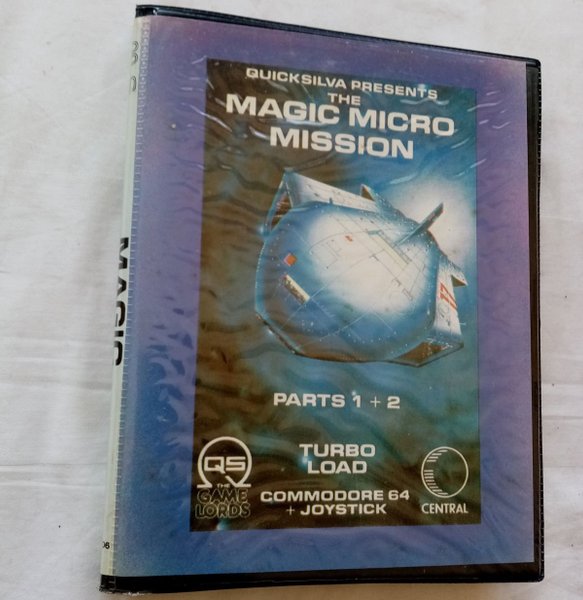 QUICKSILVA PRESENTS
THE
MAGIC MICRO
MISSION
17
PARTS 1 + 2
TURBO
LOAD
COMMODORE 64
+ JOYSTICK
QS
THE
GAME
LORDS
CENTRAL
MAGIC